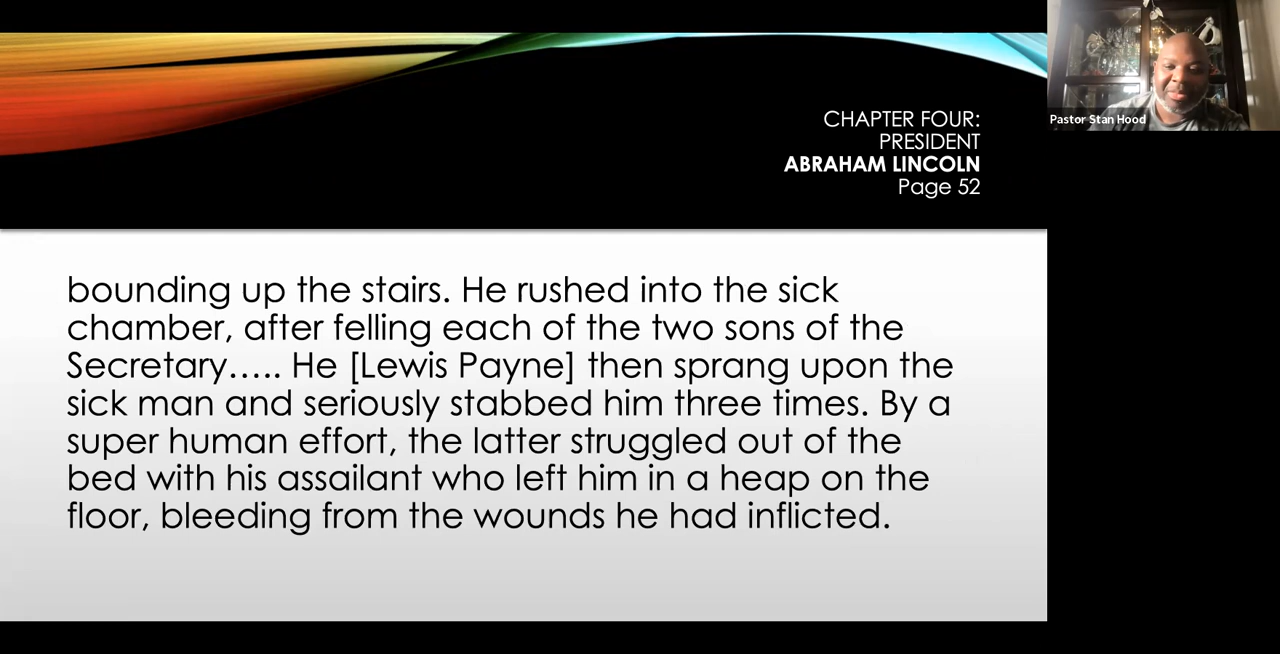 CHAPTER FOUR:
PRESIDENT
ABRAHAM LINCOLN
Page 52
Pastor Stan Hood
bounding up the stairs. He rushed into the sick
chamber, after felling each of the two sons of the
Secretary..... He [Lewis Payne] then sprang upon the
sick man and seriously stabbed him three times. By a
super human effort, the latter struggled out of the
bed with his assailant who left him in a heap on the
floor, bleeding from the wounds he had inflicted.